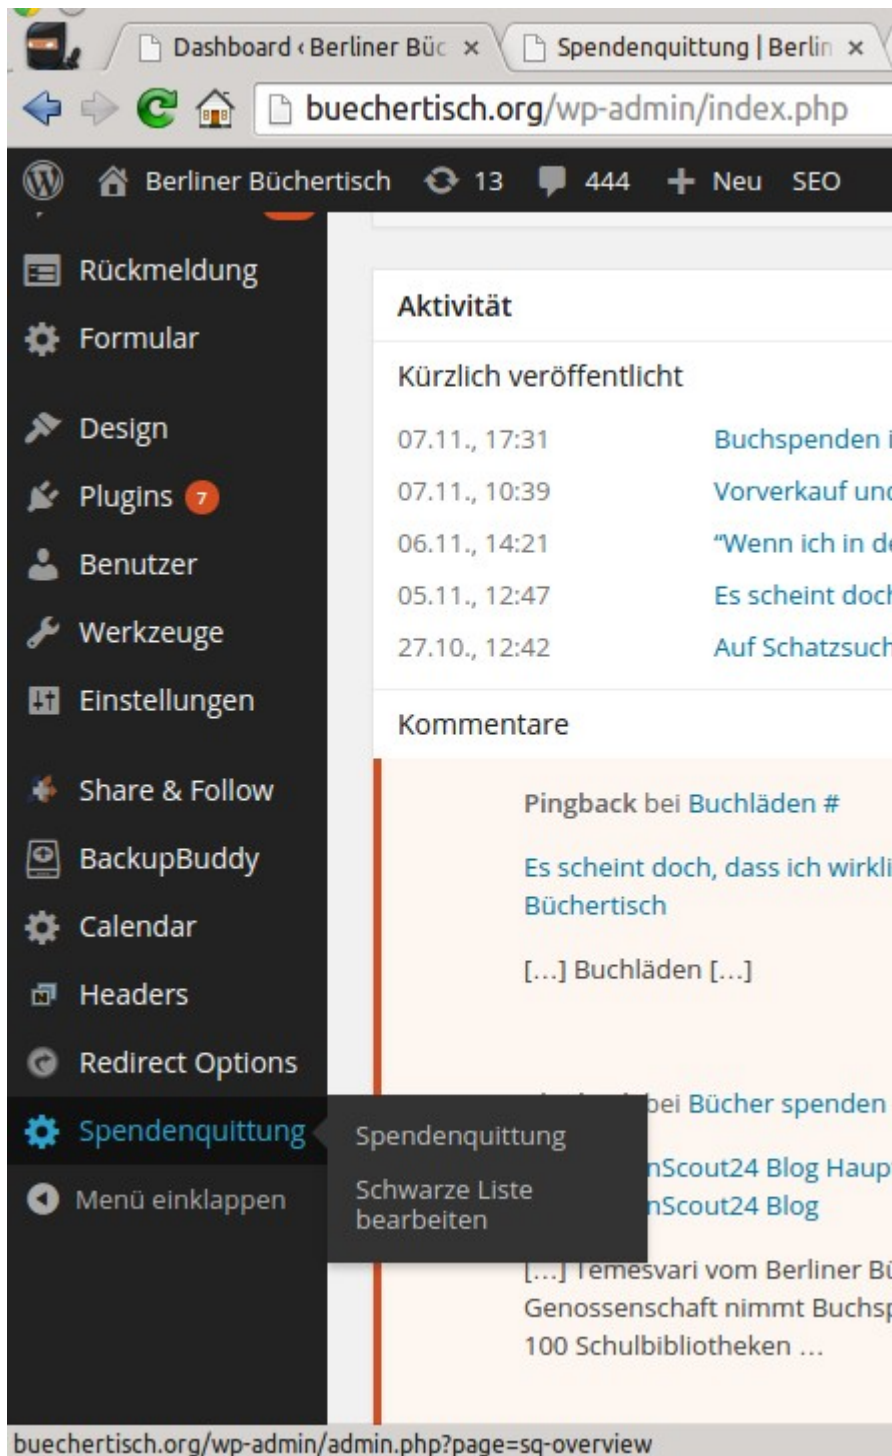 Dashboard ‹ Berliner Büc
Spendenquittung | Berlin
buechertisch.org/wp-admin/index.php
Berliner Büchertisch 13 444 Neu SEO
Rückmeldung
Formular
Design
Plugins 7
Benutzer
Werkzeuge
Einstellungen
Share & Follow
BackupBuddy
Calendar
Headers
Redirect Options
Spendenquittung
Menü einklappen
Spendenquittung
Schwarze Liste
bearbeiten
Aktivität
Kürzlich veröffentlicht
07.11., 17:31 Buchspenden i
07.11., 10:39 Vorverkauf und
06.11., 14:21 “Wenn ich in de
05.11., 12:47 Es scheint doch
27.10., 12:42 Auf Schatzsuch
Kommentare
Pingback bei Buchläden #
Es scheint doch, dass ich wirkli
Büchertisch
[…] Buchläden […]
bei Bücher spenden
nScout24 Blog Haup
nScout24 Blog
[…] Temesvari vom Berliner Bü
Genossenschaft nimmt Buchsp
100 Schulbibliotheken …
buechertisch.org/wp-admin/admin.php?page=sq-overview